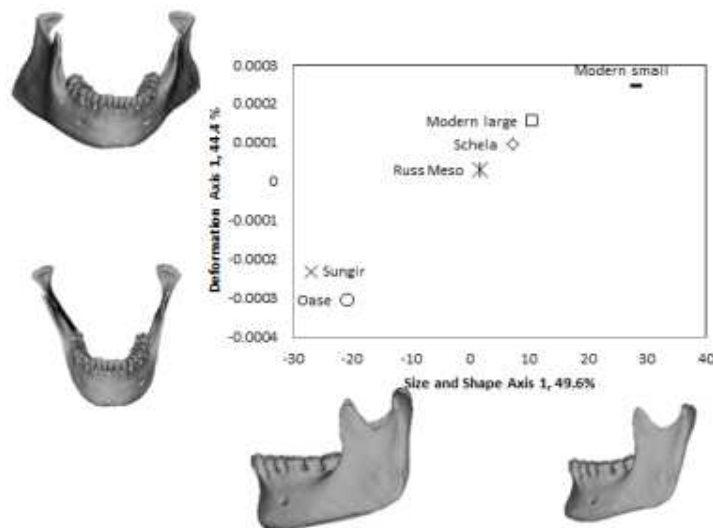 0.0003
Modern small
0.0002
Modern large
0.0001
Schela
Russ Meso
0
-0.0001
-0.0002
Sungir
-0.0003
Oase
-0.0004
Deformation Axis 1, 44.4 %
-30 -20 -10 0 10 20 30 40
Size and Shape Axis 1, 49.6%